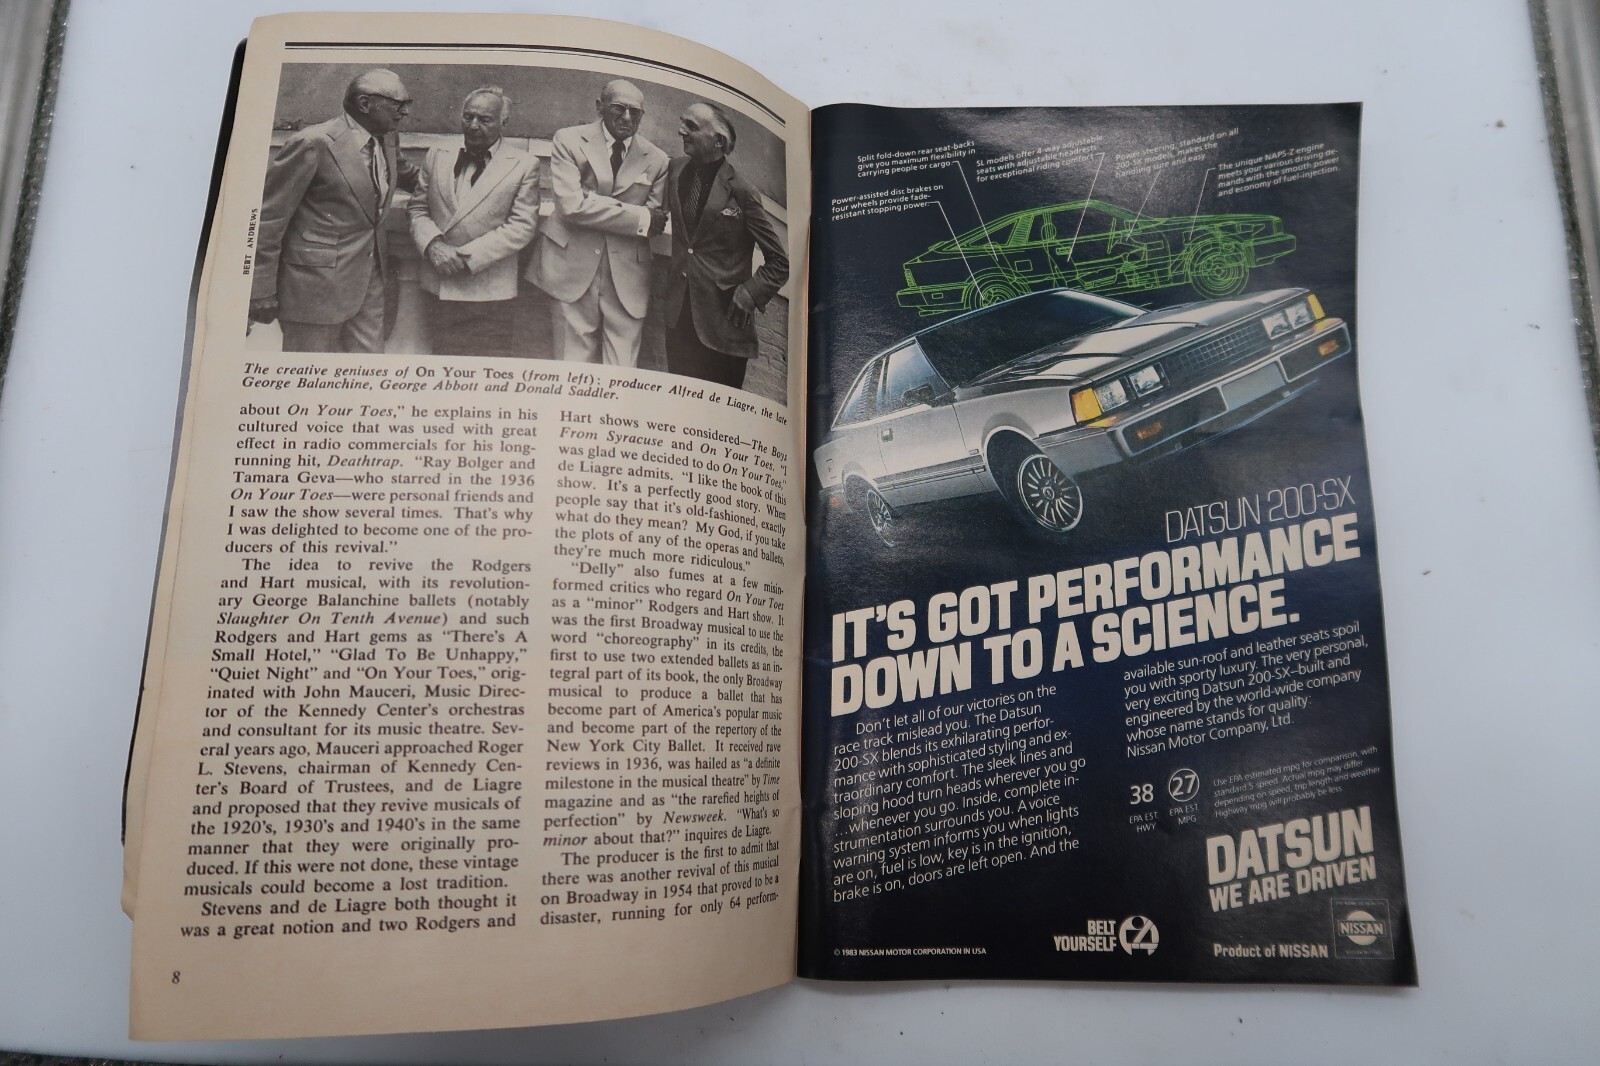 BERT ANDREWS
The creative geniuses of On Your Toes (from left): producer Alfred de Liagre, the late
George Balanchine, George Abbott and Donald Saddler.
about On Your Toes," he explains in his
cultured voice that was used with great
effect in radio commercials for his long-
running hit, Deathtrap. "Ray Bolger and
Tamara Geva—who starred in the 1936
On Your Toes—were personal friends and
I saw the show several times. That's why
I was delighted to become one of the pro-
ducers of this revival."
The idea to revive the Rodgers
and Hart musical, with its revolution-
ary George Balanchine ballets (notably
Slaughter On Tenth Avenue) and such
Rodgers and Hart gems as "There's A
Small Hotel," "Glad To Be Unhappy,"
"Quiet Night" and "On Your Toes," orig-
inated with John Mauceri, Music Direc-
tor of the Kennedy Center's orchestras
and consultant for its music theatre. Sev-
eral years ago, Mauceri approached Roger
L. Stevens, chairman of Kennedy Cen-
ter's Board of Trustees, and de Liagre
and proposed that they revive musicals of
the 1920's, 1930's and 1940's in the same
manner that they were originally pro-
duced. If this were not done, these vintage
musicals could become a lost tradition.
Stevens and de Liagre both thought it
was a great notion and two Rodgers and
Hart shows were considered—The Boys
From Syracuse and On Your Toes. "I
was glad we decided to do On Your Toes,"
de Liagre admits. "I like the book of this
show. It's a perfectly good story. When
people say that it's old-fashioned, exactly
what do they mean? My God, if you take
the plots of any of the operas and ballets,
they're much more ridiculous."
"Delly" also fumes at a few misin-
formed critics who regard On Your Toes
as a "minor" Rodgers and Hart show. It
was the first Broadway musical to use the
word "choreography" in its credits, the
first to use two extended ballets as an in-
tegral part of its book, the only Broadway
musical to produce a ballet that has
become part of America's popular music
and become part of the repertory of the
New York City Ballet. It received rave
reviews in 1936, was hailed as "a definite
milestone in the musical theatre" by Time
magazine and as "the rarefied heights of
perfection" by Newsweek. "What's so
minor about that?" inquires de Liagre.
The producer is the first to admit that
there was another revival of this musical
on Broadway in 1954 that proved to be a
disaster, running for only 64 perform-
8
Split fold-down rear seat-backs
give you maximum flexibility in
carrying people or cargo
SL models offer 4-way adjustable
seats with adjustable headrests
for exceptional riding comfort
Power steering, standard on all
200-SX models, makes the
handling sure and easy
The unique NAPS-Z engine
meets your various driving de-
mands with the smooth power
and economy of fuel-injection.
Power-assisted disc brakes on
four wheels provide fade-
resistant stopping power
DATSUN 200-SX
IT'S GOT PERFORMANCE
DOWN TO A SCIENCE.
Don't let all of our victories on the
race track mislead you. The Datsun
200-SX blends its exhilarating perfor-
mance with sophisticated styling and ex-
traordinary comfort. The sleek lines and
sloping hood turn heads wherever you go
...whenever you go. Inside, complete in-
strumentation surrounds you. A voice
warning system informs you when lights
are on, fuel is low, key is in the ignition,
brake is on, doors are left open. And the
available sun-roof and leather seats spoil
you with sporty luxury. The very personal,
very exciting Datsun 200-SX–built and
engineered by the world-wide company
whose name stands for quality:
Nissan Motor Company, Ltd.
38
EPA EST.
HWY
27
EPA EST.
MPG
Use EPA estimated mpg for comparison, with
standard 5 speed. Actual mpg may differ
depending on speed, trip length and weather
Highway mpg will probably be less
DATSUN
WE ARE DRIVEN
BELT
YOURSELF
Product of NISSAN
NISSAN
© 1983 NISSAN MOTOR CORPORATION IN USA